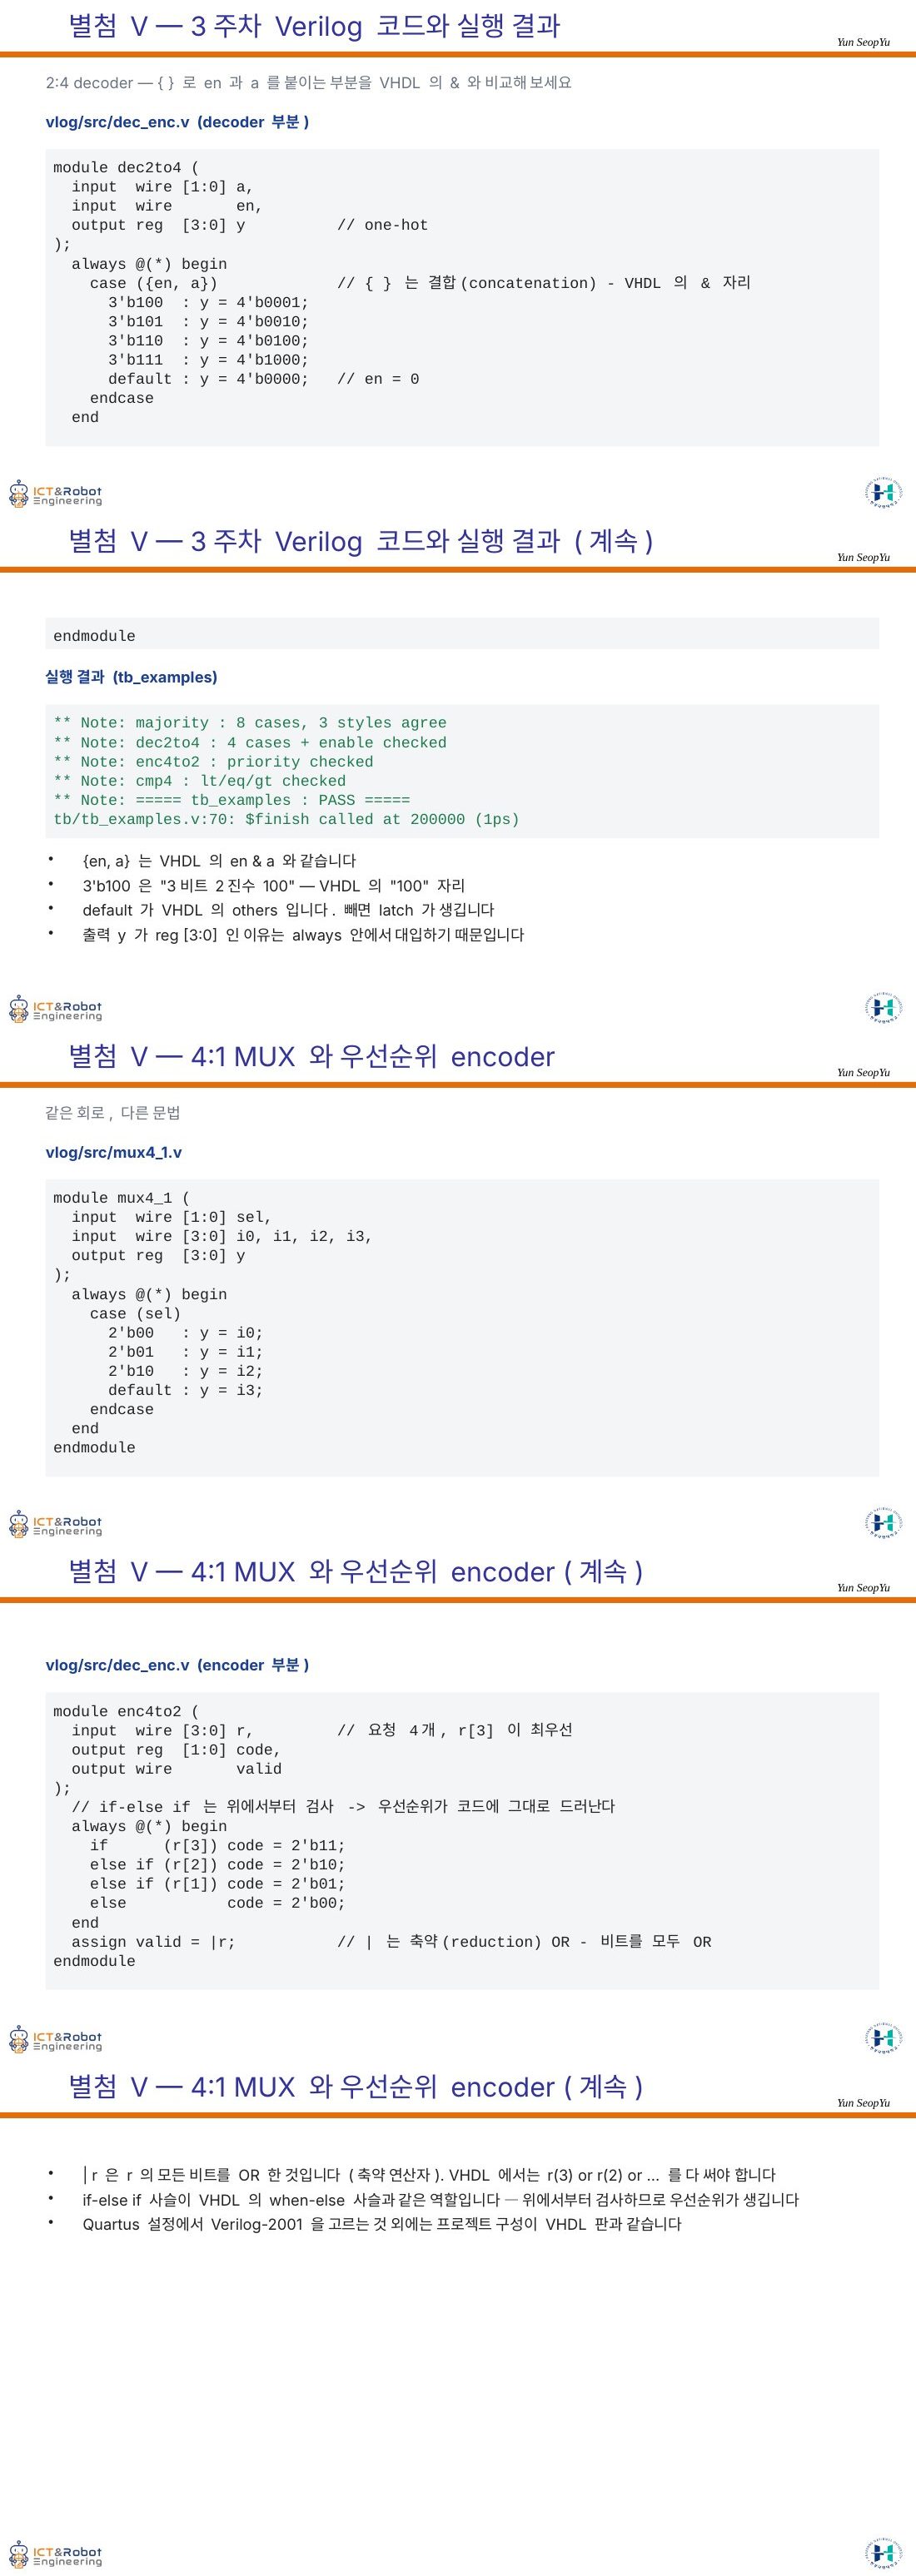 별첨 V — 3 주차 Verilog 코드와 실행 결과
Yun SeopYu
2:4 decoder — { } 로 en 과 a 를 붙이는 부분을 VHDL 의 & 와 비교해 보세요
vlog/src/dec_enc.v (decoder 부분 )
module dec2to4 (
  input  wire [1:0] a,
  input  wire       en,
  output reg  [3:0] y          // one-hot
);
  always @(*) begin
    case ({en, a})             // { } 는 결합 (concatenation) - VHDL 의 & 자리
      3'b100  : y = 4'b0001;
      3'b101  : y = 4'b0010;
      3'b110  : y = 4'b0100;
      3'b111  : y = 4'b1000;
      default : y = 4'b0000;   // en = 0
    endcase
  end
ICT&Robot
Engineering
별첨 V — 3 주차 Verilog 코드와 실행 결과 ( 계속 )
Yun SeopYu
endmodule
실행 결과 (tb_examples)
** Note: majority : 8 cases, 3 styles agree
** Note: dec2to4 : 4 cases + enable checked
** Note: enc4to2 : priority checked
** Note: cmp4 : lt/eq/gt checked
** Note: ===== tb_examples : PASS =====
tb/tb_examples.v:70: $finish called at 200000 (1ps)
• {en, a} 는 VHDL 의 en & a 와 같습니다
• 3'b100 은 "3 비트 2 진수 100" — VHDL 의 "100" 자리
• default 가 VHDL 의 others 입니다 . 빼면 latch 가 생깁니다
• 출력 y 가 reg [3:0] 인 이유는 always 안에서 대입하기 때문입니다
ICT&Robot
Engineering
별첨 V — 4:1 MUX 와 우선순위 encoder
Yun SeopYu
같은 회로 , 다른 문법
vlog/src/mux4_1.v
module mux4_1 (
  input  wire [1:0] sel,
  input  wire [3:0] i0, i1, i2, i3,
  output reg  [3:0] y
);
  always @(*) begin
    case (sel)
      2'b00   : y = i0;
      2'b01   : y = i1;
      2'b10   : y = i2;
      default : y = i3;
    endcase
  end
endmodule
ICT&Robot
Engineering
별첨 V — 4:1 MUX 와 우선순위 encoder ( 계속 )
Yun SeopYu
vlog/src/dec_enc.v (encoder 부분 )
module enc4to2 (
  input  wire [3:0] r,         // 요청 4 개 , r[3] 이 최우선
  output reg  [1:0] code,
  output wire       valid
);
  // if-else if 는 위에서부터 검사 -> 우선순위가 코드에 그대로 드러난다
  always @(*) begin
    if      (r[3]) code = 2'b11;
    else if (r[2]) code = 2'b10;
    else if (r[1]) code = 2'b01;
    else           code = 2'b00;
  end
  assign valid = |r;           // | 는 축약 (reduction) OR - 비트를 모두 OR
endmodule
ICT&Robot
Engineering
별첨 V — 4:1 MUX 와 우선순위 encoder ( 계속 )
Yun SeopYu
• | r 은 r 의 모든 비트를 OR 한 것입니다 ( 축약 연산자 ). VHDL 에서는 r(3) or r(2) or ... 를 다 써야 합니다
• if-else if 사슬이 VHDL 의 when-else 사슬과 같은 역할입니다 — 위에서부터 검사하므로 우선순위가 생깁니다
• Quartus 설정에서 Verilog-2001 을 고르는 것 외에는 프로젝트 구성이 VHDL 판과 같습니다
ICT&Robot
Engineering